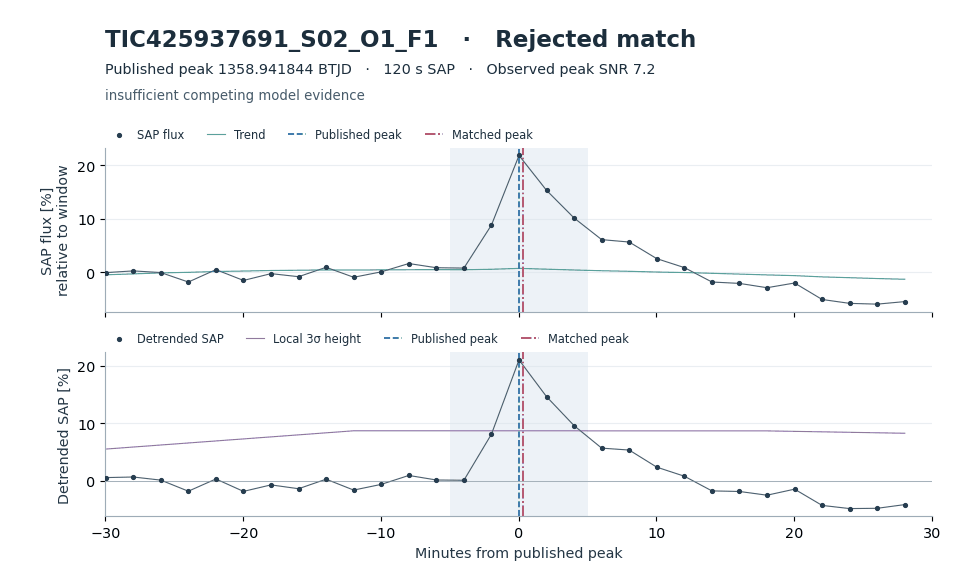 TIC425937691_S02_O1_F1 · Rejected match
Published peak 1358.941844 BTJD · 120 s SAP · Observed peak SNR 7.2
insufficient competing model evidence
SAP flux Trend Published peak Matched peak
SAP flux [%]
relative to window
20
10
0
Detrended SAP Local 3σ height Published peak Matched peak
Detrended SAP [%]
20
10
0
−30 −20 −10 0 10 20 30
Minutes from published peak